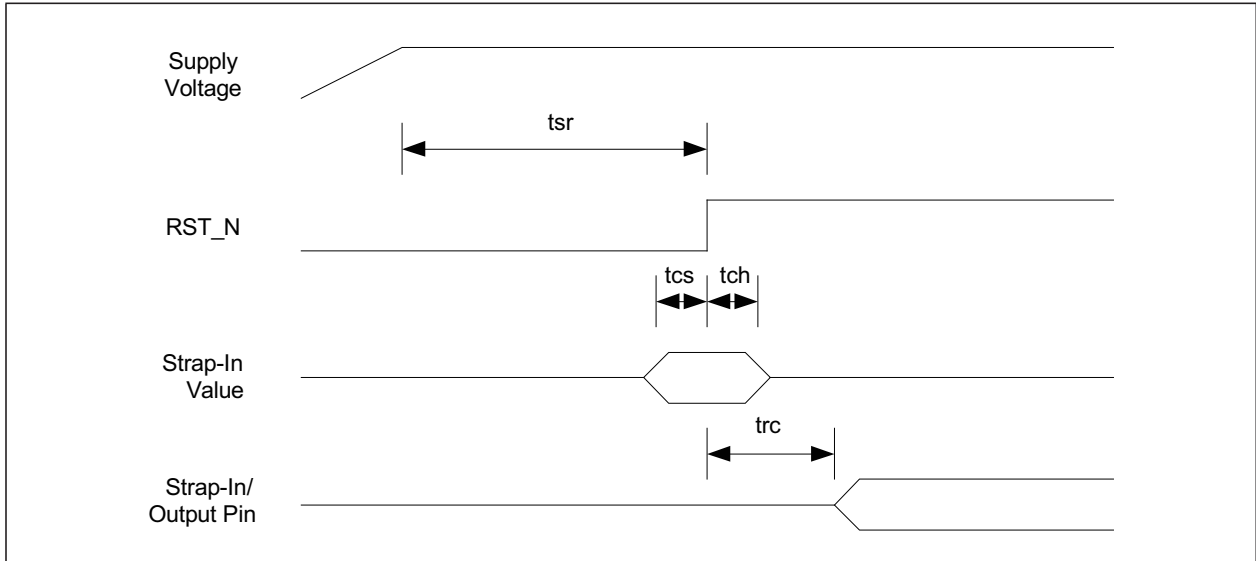 Supply
Voltage
tsr
RST_N
tcs
tch
Strap-In
Value
trc
Strap-In/
Output Pin